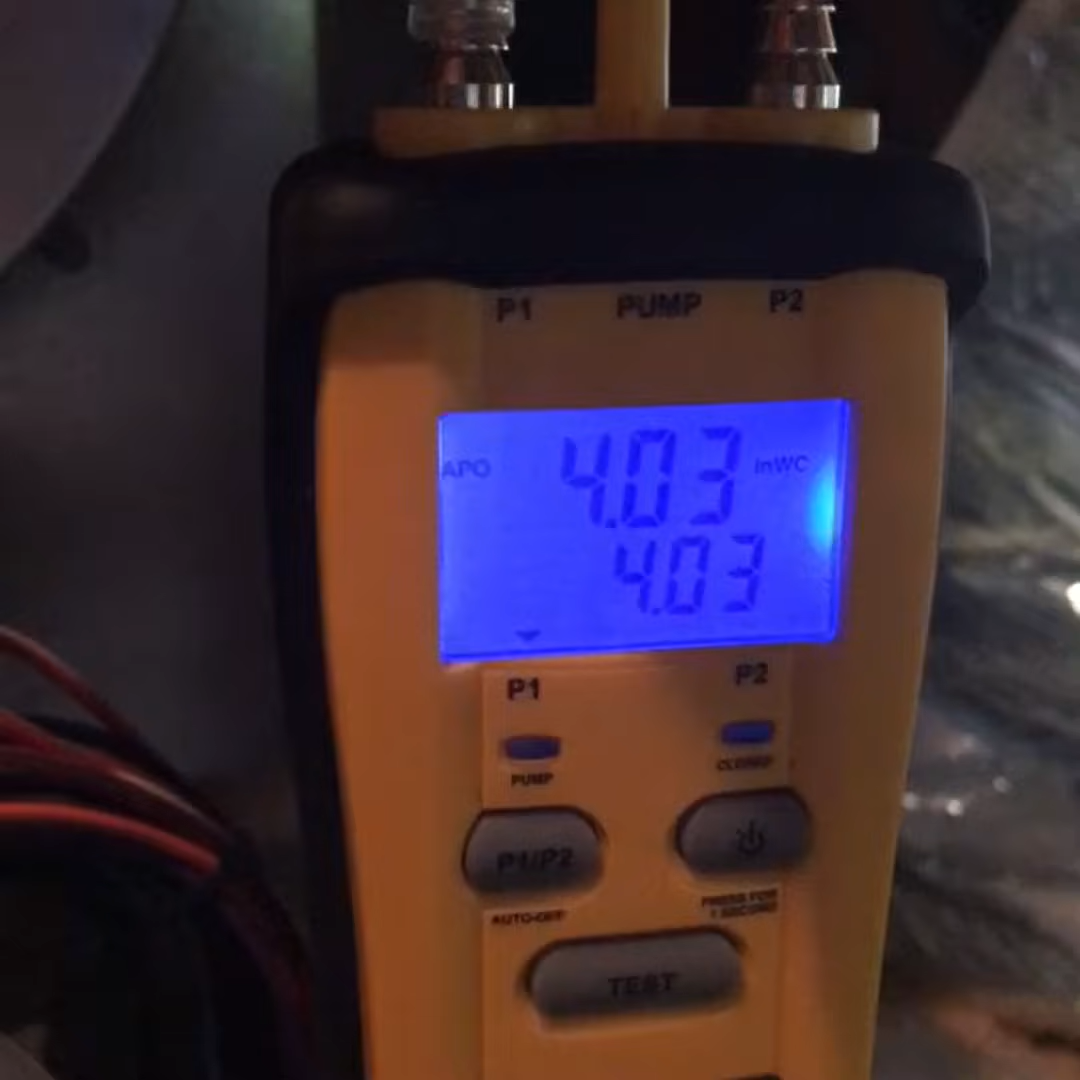 P1 PUMP P2
APO 4.03 InWC
4.03
P1 P2
PUMP CLOSED
P1/P2
AUTO-OFF PRESS FOR
1 SECOND
TEST